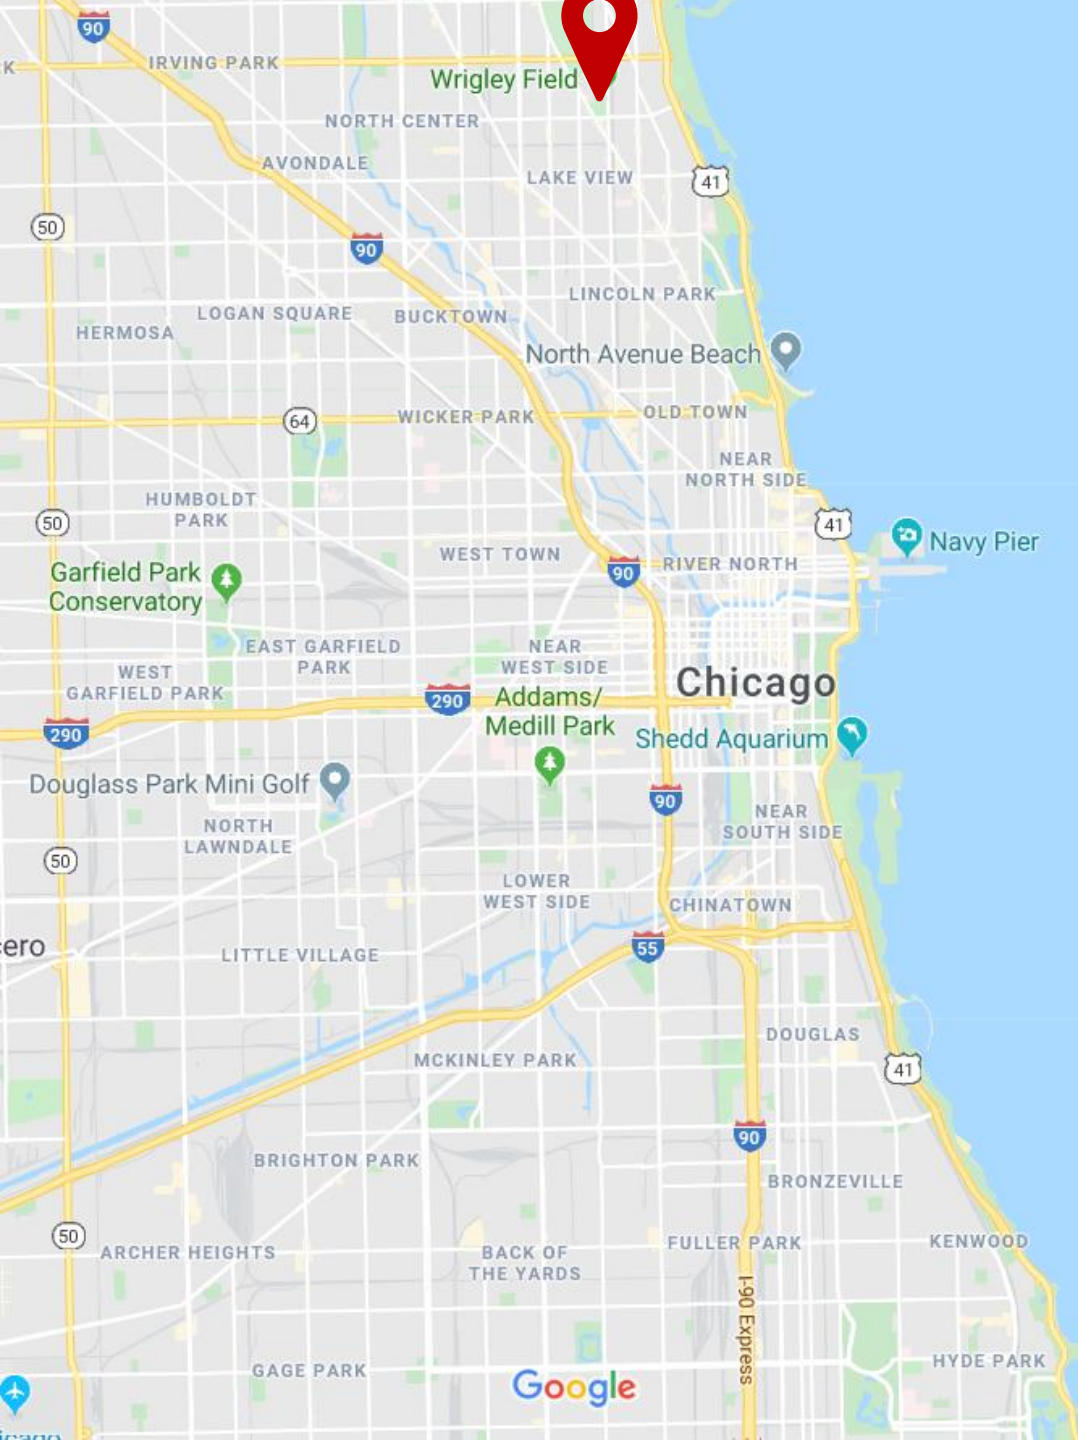 90
IRVING PARK
K
Wrigley Field
NORTH CENTER
AVONDALE
LAKE VIEW
41
50
90
LINCOLN PARK
LOGAN SQUARE
BUCKTOWN
HERMOSA
North Avenue Beach
64
WICKER PARK
OLD TOWN
NEAR
NORTH SIDE
HUMBOLDT
PARK
50
41
Navy Pier
WEST TOWN
90
RIVER NORTH
Garfield Park
Conservatory
EAST GARFIELD
PARK
NEAR
WEST SIDE
WEST
GARFIELD PARK
Chicago
290
Addams/
Medill Park
290
Shedd Aquarium
Douglass Park Mini Golf
90
NEAR
SOUTH SIDE
NORTH
LAWNDALE
50
LOWER
WEST SIDE
CHINATOWN
cero
55
LITTLE VILLAGE
DOUGLAS
MCKINLEY PARK
41
90
BRIGHTON PARK
BRONZEVILLE
50
ARCHER HEIGHTS
BACK OF
THE YARDS
FULLER PARK
KENWOOD
I-90 Express
GAGE PARK
HYDE PARK
Google